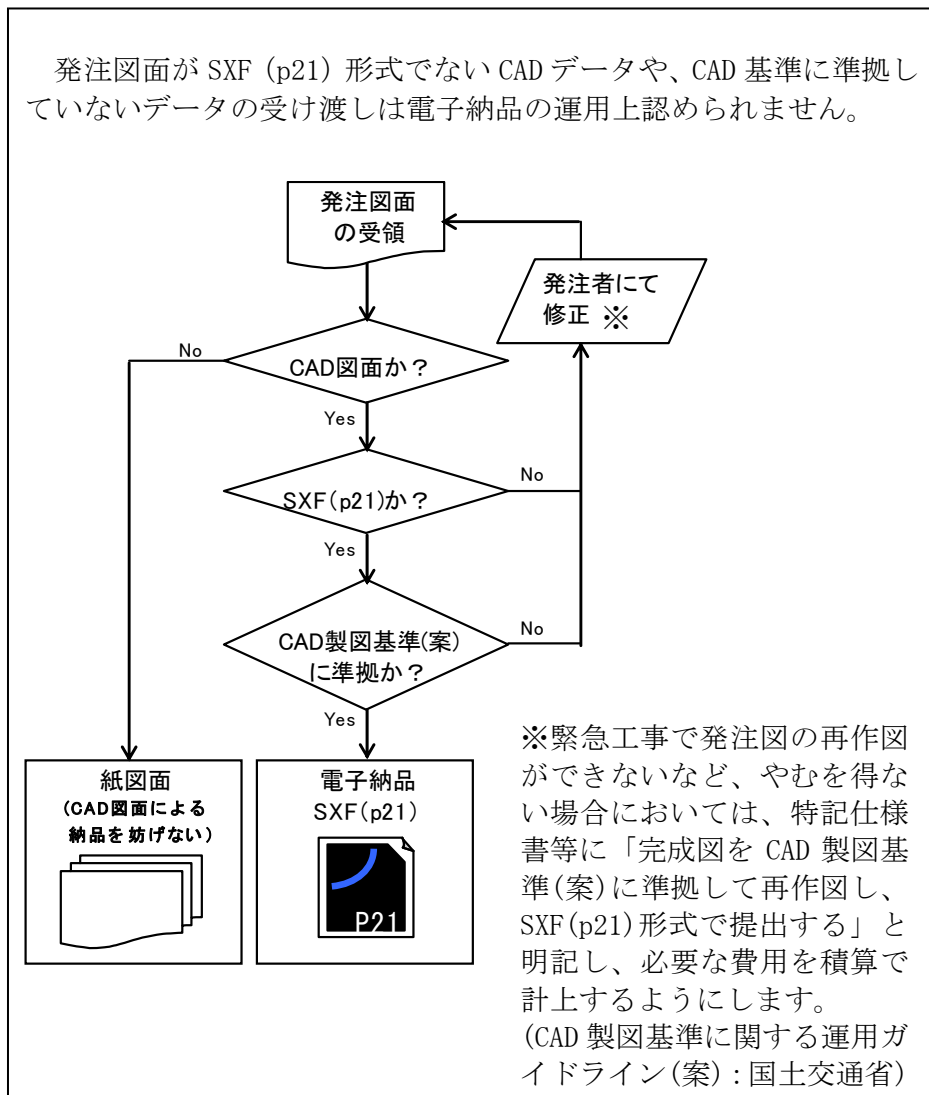 発注図面が SXF (p21) 形式でない CAD データや、CAD 基準に準拠し
ていないデータの受け渡しは電子納品の運用上認められません。
発注図面
の受領
発注者にて
修正 ※
No
CAD図面か？
Yes
No
SXF(p21)か？
Yes
CAD製図基準(案)
に準拠か？
No
Yes
紙図面
(CAD図面による
納品を妨げない)
電子納品
SXF(p21)
P21
※緊急工事で発注図の再作図
ができないなど、やむを得な
い場合においては、特記仕様
書等に「完成図を CAD 製図基
準(案)に準拠して再作図し、
SXF(p21)形式で提出する」と
明記し、必要な費用を積算で
計上するようにします。
(CAD 製図基準に関する運用ガ
イドライン(案)：国土交通省)